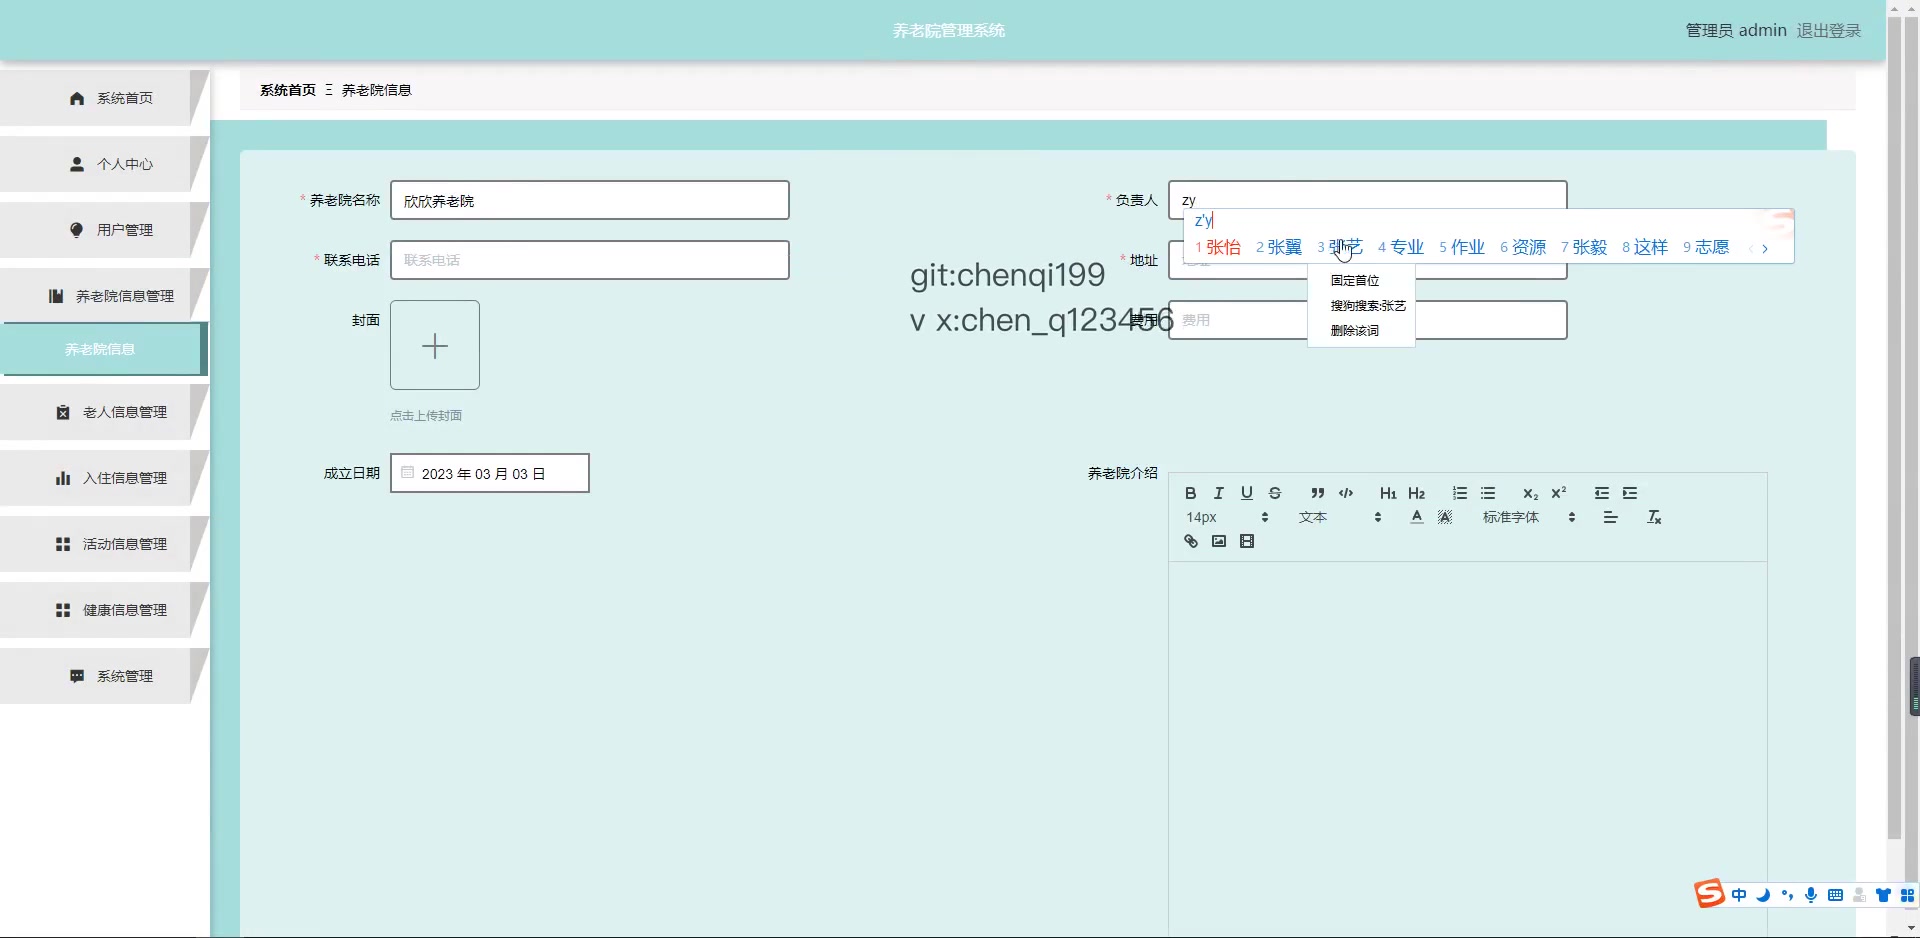 养老院管理系统
管理员 admin 退出登录
系统首页
个人中心
用户管理
养老院信息管理
养老院信息
老人信息管理
入住信息管理
活动信息管理
健康信息管理
系统管理
系统首页 养老院信息
* 养老院名称 欣欣养老院
* 负责人 zy
z'y
1 张怡 2 张翼 3 张艺 4 专业 5 作业 6 资源 7 张毅 8 这样 9 志愿
固定首位
搜狗搜索:张艺
删除该词
* 联系电话 联系电话
* 地址
git:chenqi199
v x:chen_q123456
封面
点击上传封面
费用 费用
成立日期 2023 年 03 月 03 日
养老院介绍
B I U S H1 H2 X2 X2
14px 文本 A A 标准字体
中